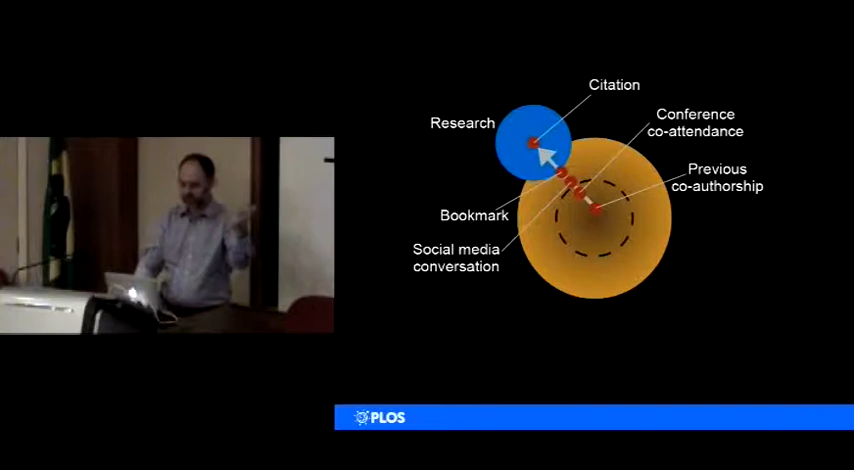 Citation
Research
Conference
co-attendance
Previous
co-authorship
Bookmark
Social media
conversation
PLOS